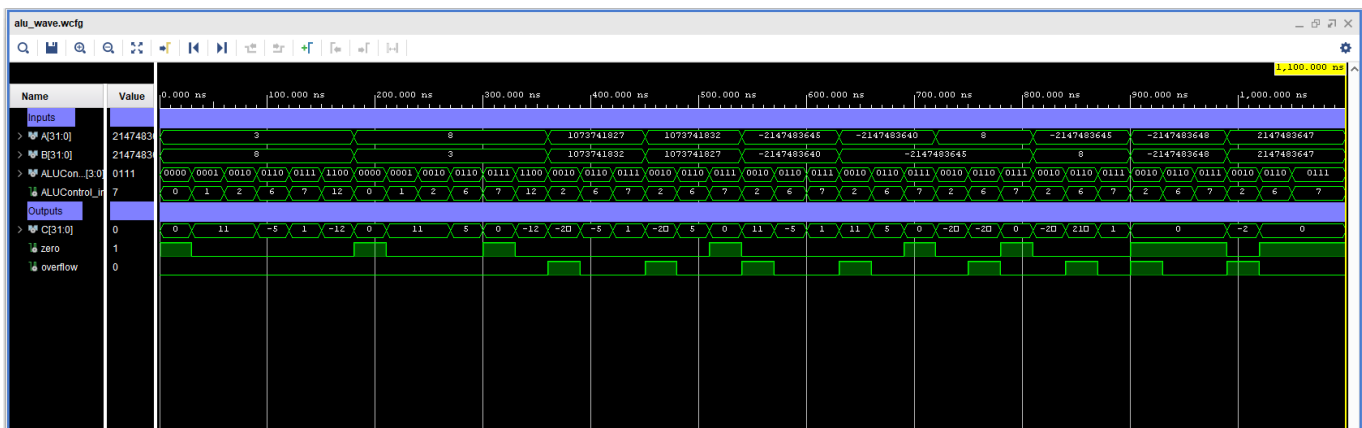 alu_wave.wcfg
1,100.000 ns
Name Value 0.000 ns 100.000 ns 200.000 ns 300.000 ns 400.000 ns 500.000 ns 600.000 ns 700.000 ns 800.000 ns 900.000 ns 1,000.000 ns
Inputs
A[31:0] 2147483 3 8 1073741827 1073741832 -2147483645 -2147483640 8 -2147483645 -2147483648 2147483647
B[31:0] 2147483 8 3 1073741832 1073741827 -2147483640 -2147483645 8 -2147483648 2147483647
ALUCon...[3:0] 0111 0000 0001 0010 0110 0111 1100 0000 0001 0010 0110 0111 1100 0010 0110 0111 0010 0110 0111 0010 0110 0111 0010 0110 0111 0010 0110 0111 0010 0110 0111 0010 0110 0111 0010 0110 0111
ALUControl_in 7 0 1 2 6 7 12 0 1 2 6 7 12 2 6 7 2 6 7 2 6 7 2 6 7 2 6 7 2 6 7 2 6 7 2 6 7
Outputs
C[31:0] 0 0 11 -5 1 -12 0 11 5 0 -12 -5 1 5 0 11 -5 1 11 5 0 0 1 0 -2 0
zero 1
overflow 0